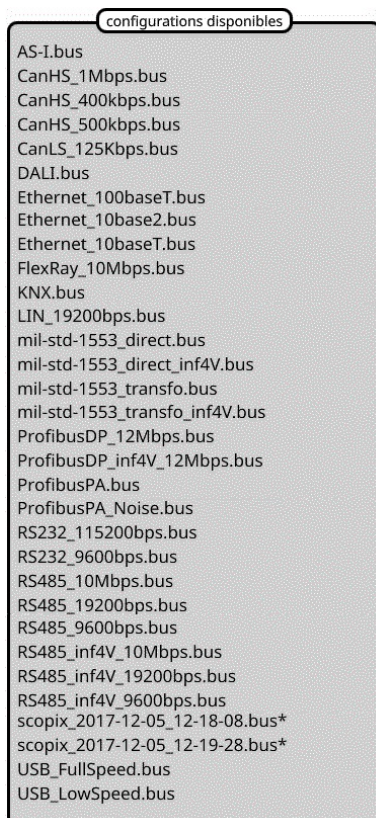 configurations disponibles
AS-I.bus
CanHS_1Mbps.bus
CanHS_400kbps.bus
CanHS_500kbps.bus
CanLS_125Kbps.bus
DALI.bus
Ethernet_100baseT.bus
Ethernet_10base2.bus
Ethernet_10baseT.bus
FlexRay_10Mbps.bus
KNX.bus
LIN_19200bps.bus
mil-std-1553_direct.bus
mil-std-1553_direct_inf4V.bus
mil-std-1553_transfo.bus
mil-std-1553_transfo_inf4V.bus
ProfibusDP_12Mbps.bus
ProfibusDP_inf4V_12Mbps.bus
ProfibusPA.bus
ProfibusPA_Noise.bus
RS232_115200bps.bus
RS232_9600bps.bus
RS485_10Mbps.bus
RS485_19200bps.bus
RS485_9600bps.bus
RS485_inf4V_10Mbps.bus
RS485_inf4V_19200bps.bus
RS485_inf4V_9600bps.bus
scopix_2017-12-05_12-18-08.bus*
scopix_2017-12-05_12-19-28.bus*
USB_FullSpeed.bus
USB_LowSpeed.bus